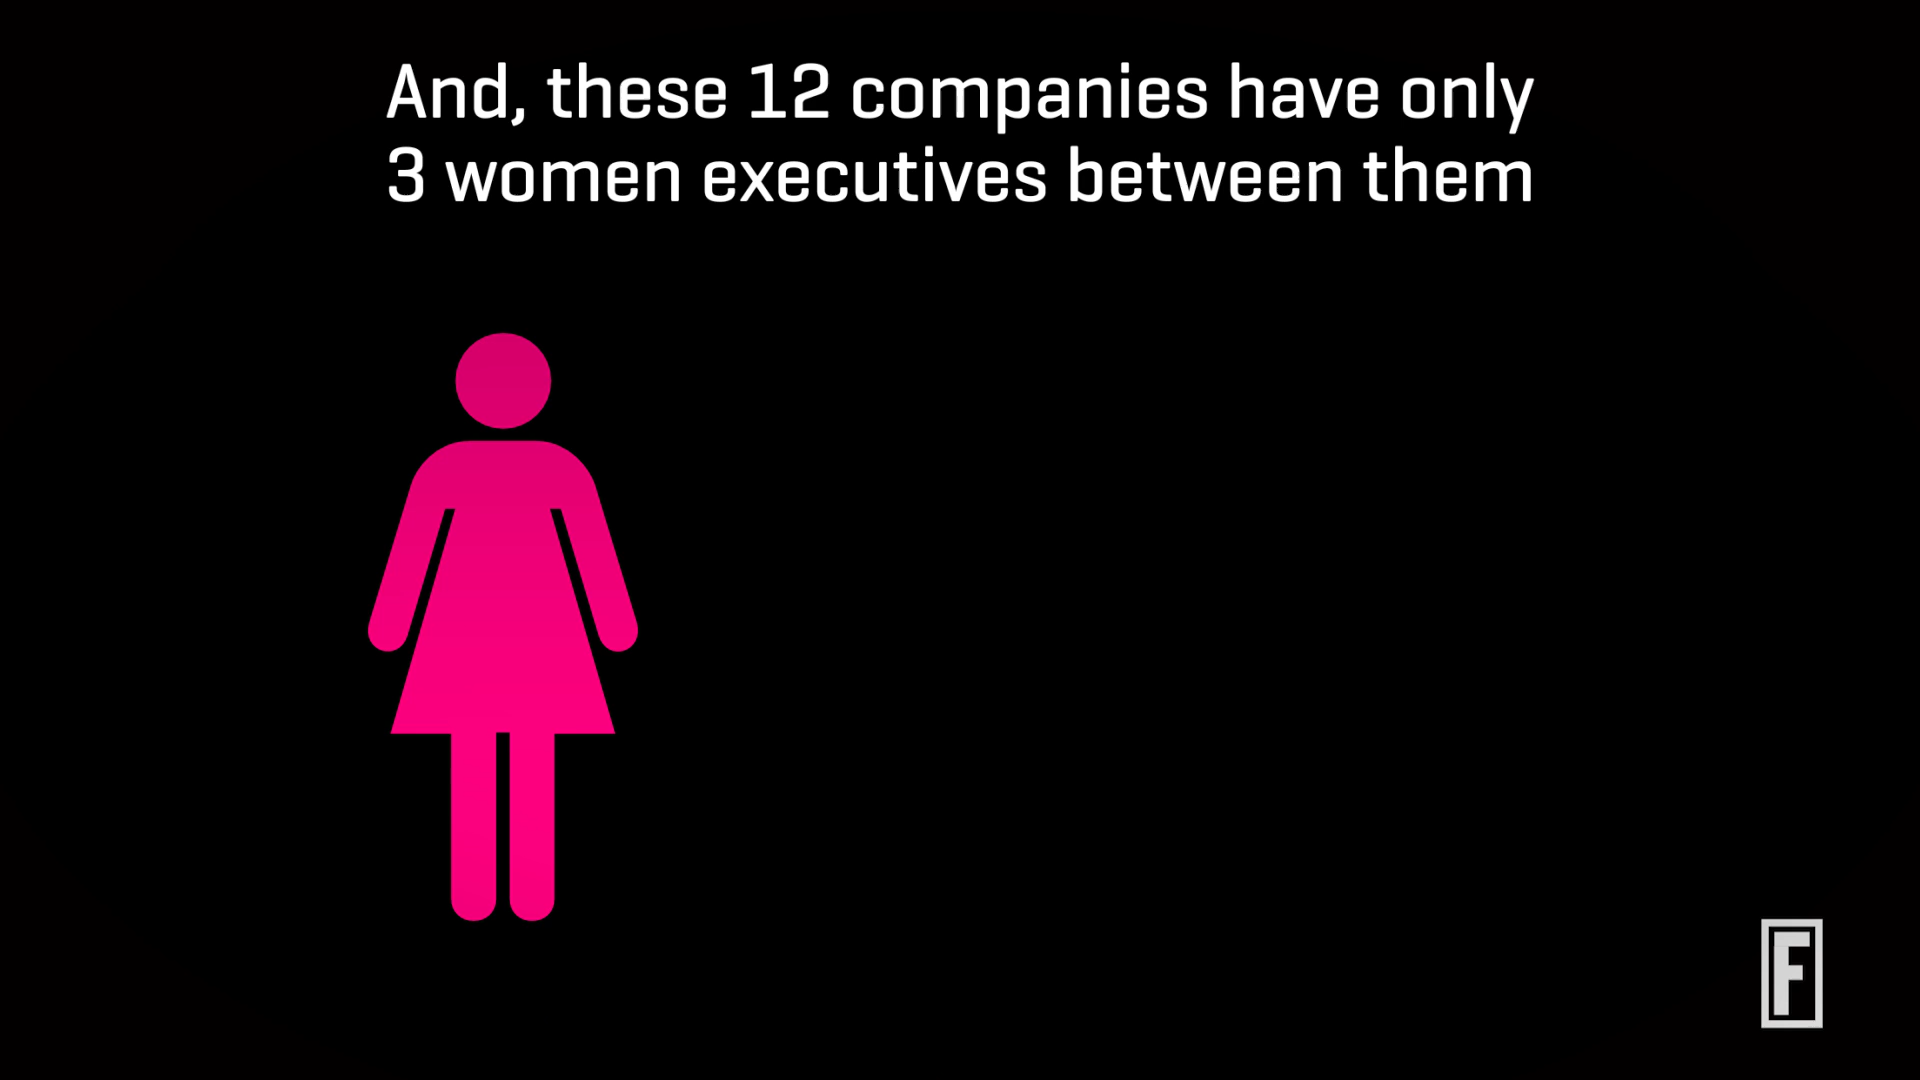 And, these 12 companies have only
3 women executives between them
F